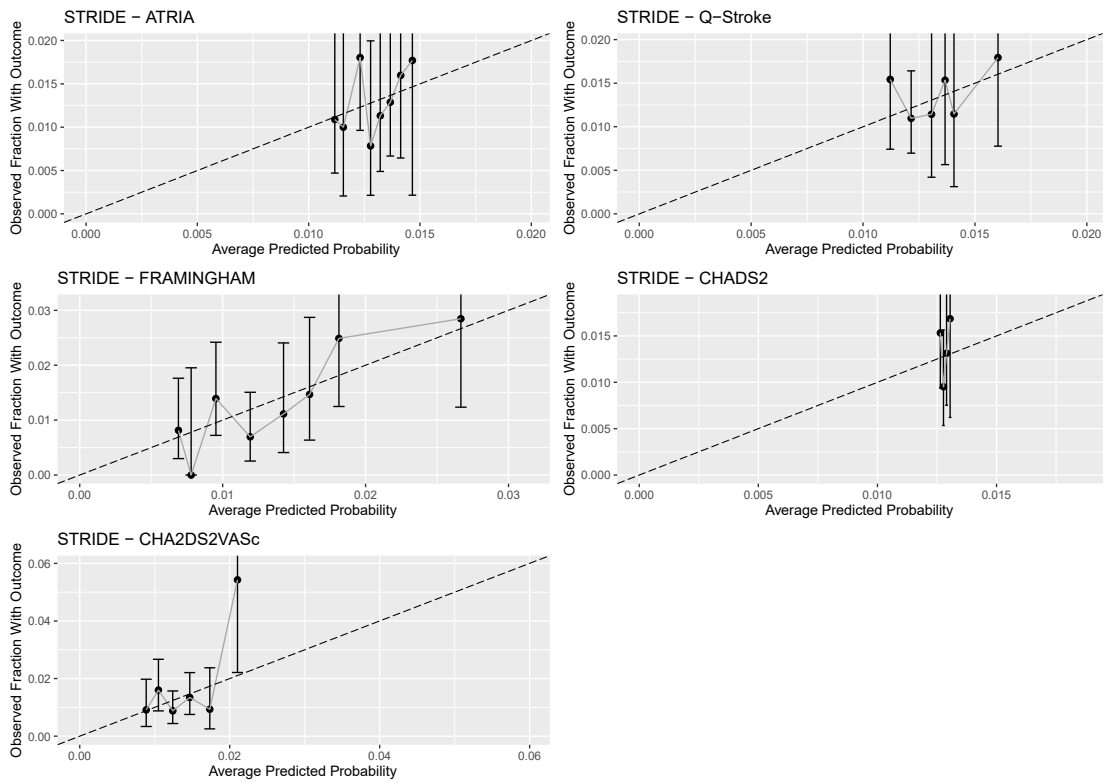 STRIDE − ATRIA
Observed Fraction With Outcome
0.020
0.015
0.010
0.005
0.000
0.000 0.005 0.010 0.015 0.020
Average Predicted Probability
STRIDE − Q−Stroke
Observed Fraction With Outcome
0.020
0.015
0.010
0.005
0.000
0.000 0.005 0.010 0.015 0.020
Average Predicted Probability
STRIDE − FRAMINGHAM
Observed Fraction With Outcome
0.03
0.02
0.01
0.00
0.00 0.01 0.02 0.03
Average Predicted Probability
STRIDE − CHADS2
Observed Fraction With Outcome
0.015
0.010
0.005
0.000
0.000 0.005 0.010 0.015
Average Predicted Probability
STRIDE − CHA2DS2VASc
Observed Fraction With Outcome
0.06
0.04
0.02
0.00
0.00 0.02 0.04 0.06
Average Predicted Probability